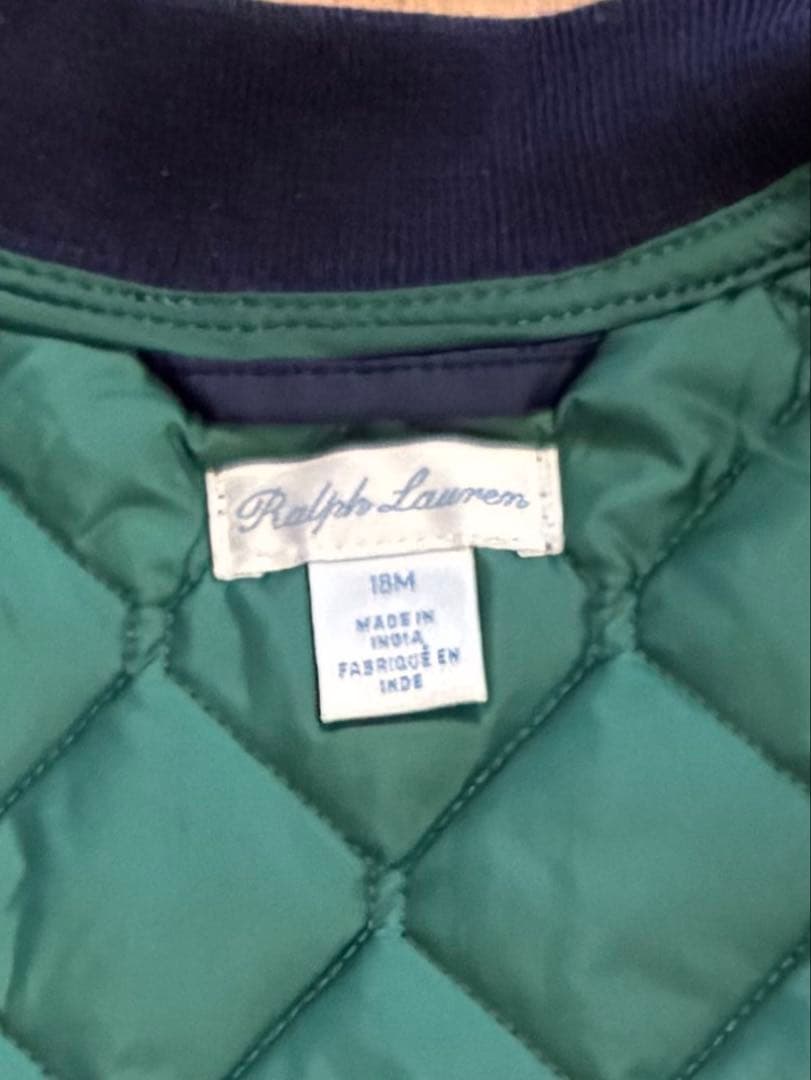 Ralph Lauren
18M
MADE IN
INDIA
FABRIQUÉ EN
INDE